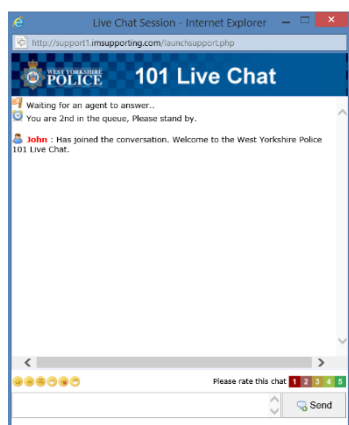 Live Chat Session - Internet Explorer
http://support1.imsupporting.com/launchsupport.php
WEST YORKSHIRE
POLICE
101 Live Chat
Waiting for an agent to answer..
You are 2nd in the queue, Please stand by.
John : Has joined the conversation. Welcome to the West Yorkshire Police
101 Live Chat.
Please rate this chat 1 2 3 4 5
Send